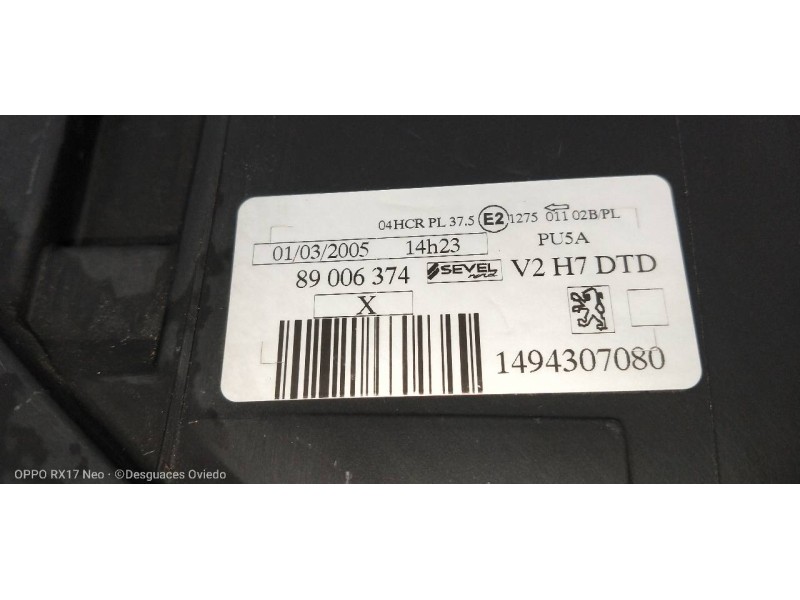 04HCR PL 37.5 E2 1275 011 02B/PL
01/03/2005 14h23 PU5A
89 006 374 SEVEL nord V2 H7 DTD
X
1494307080
OPPO RX17 Neo · ©Desguaces Oviedo